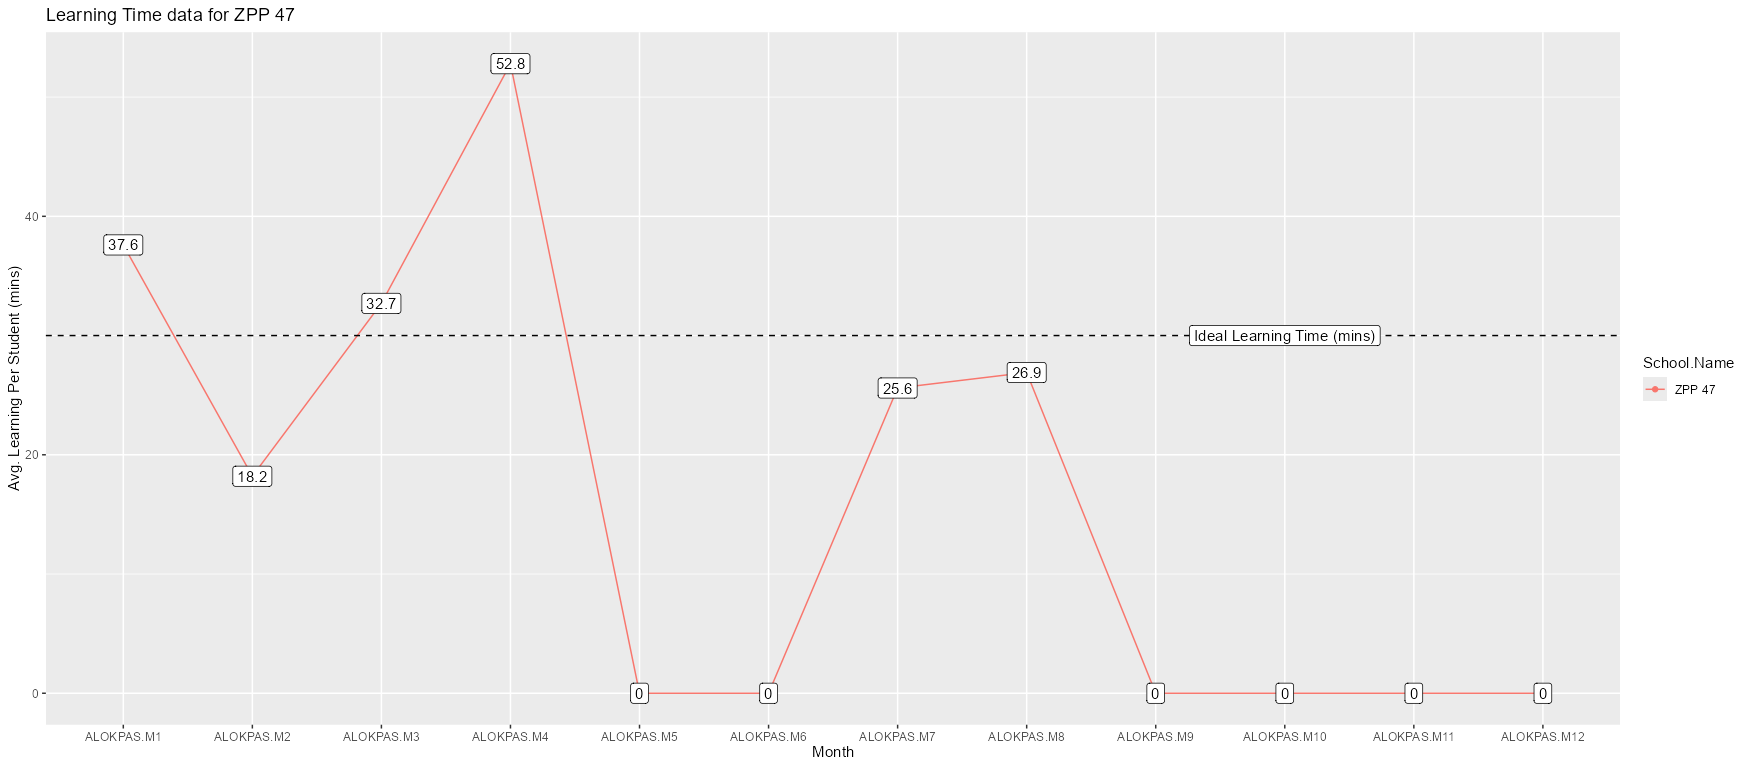 Learning Time data for ZPP 47
Avg. Learning Per Student (mins)
40
20
0
52.8
37.6
32.7
Ideal Learning Time (mins)
26.9
25.6
18.2
0
0
0
0
0
0
ALOKPAS.M1
ALOKPAS.M2
ALOKPAS.M3
ALOKPAS.M4
ALOKPAS.M5
ALOKPAS.M6
ALOKPAS.M7
ALOKPAS.M8
ALOKPAS.M9
ALOKPAS.M10
ALOKPAS.M11
ALOKPAS.M12
Month
School.Name
ZPP 47